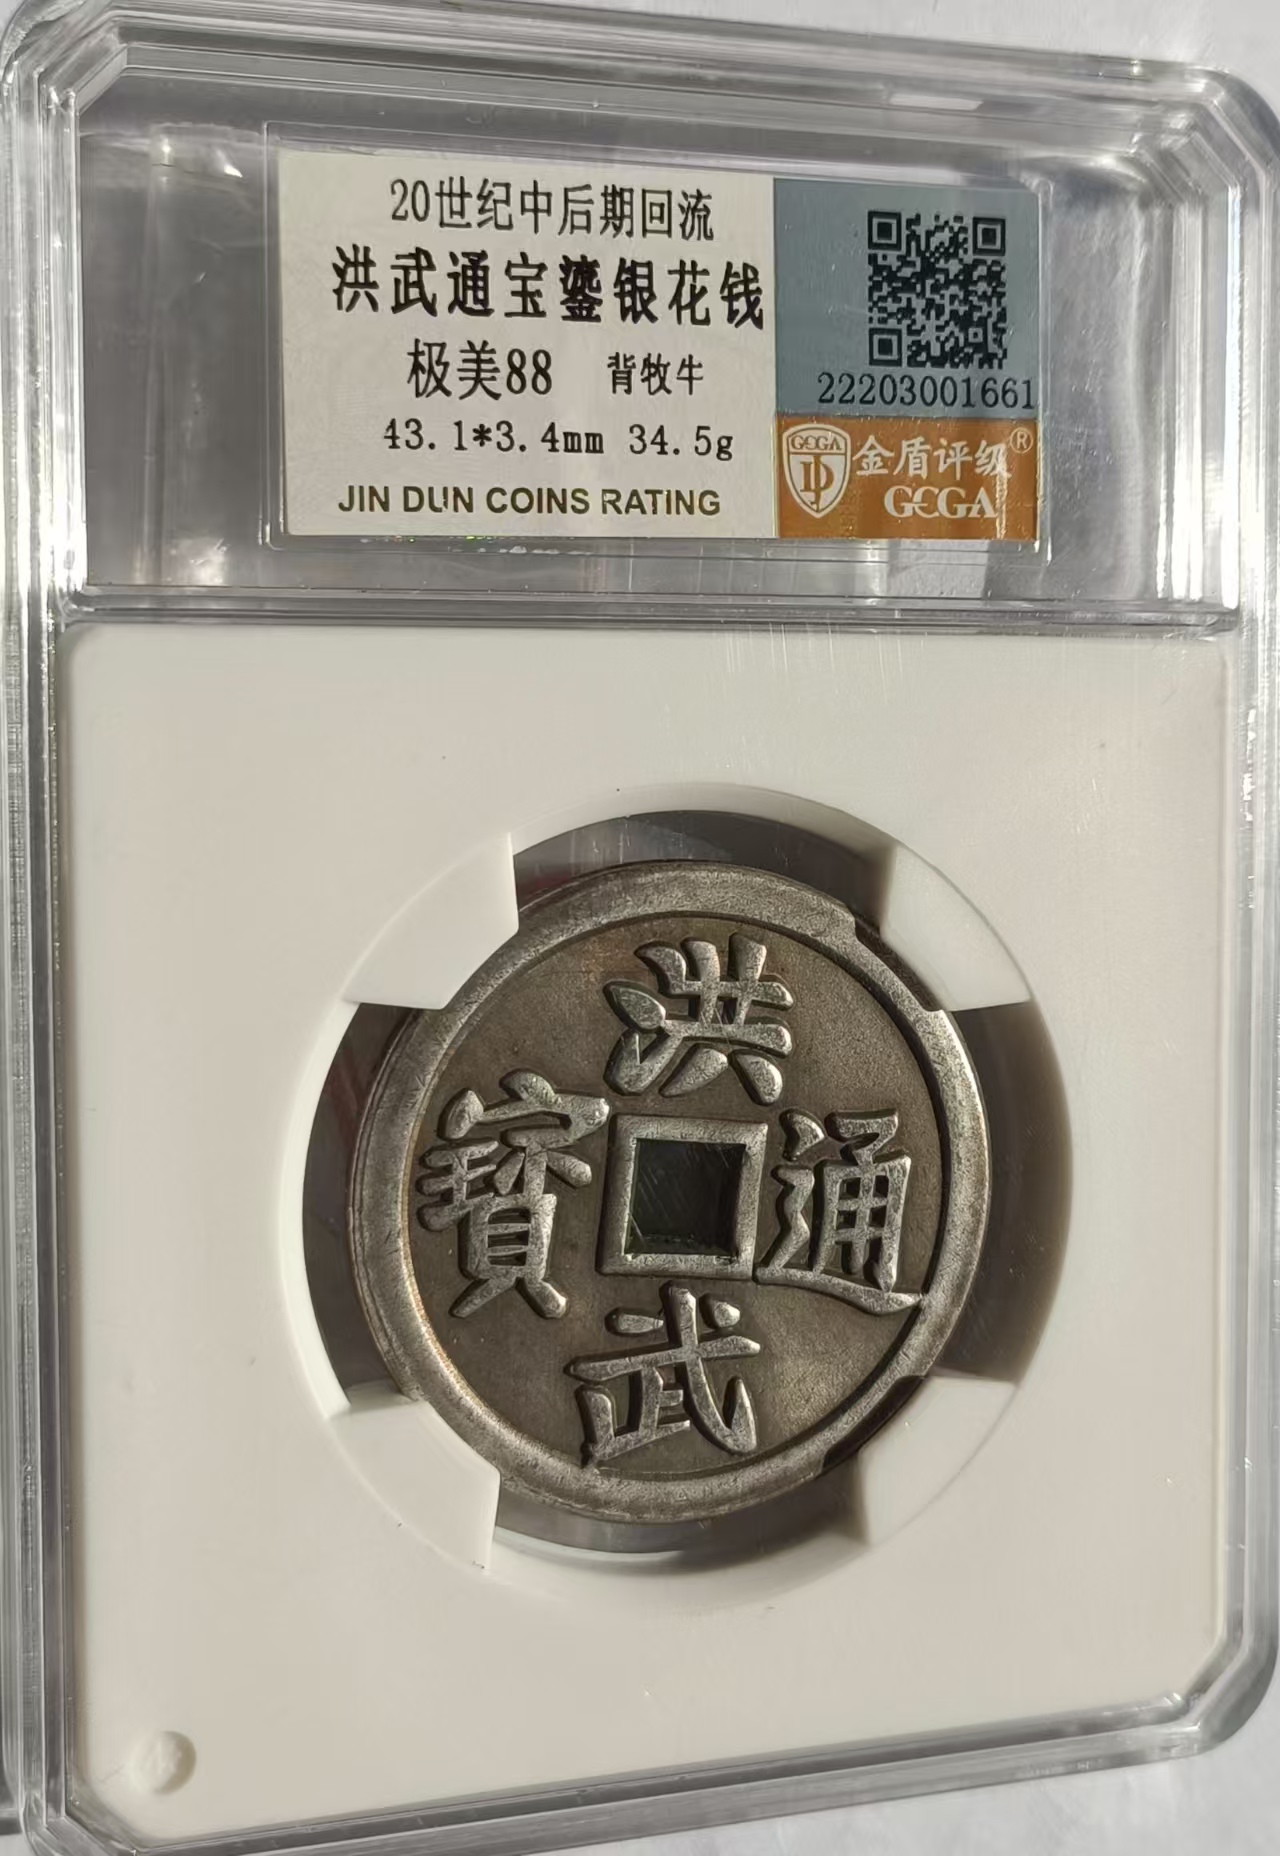 20世纪中后期回流
洪武通宝鎏银花钱
极美88 背牧牛
43.1*3.4mm 34.5g
JIN DUN COINS RATING
22203001661
GCGA
金盾评级®
GCGA
洪
寶 通
武